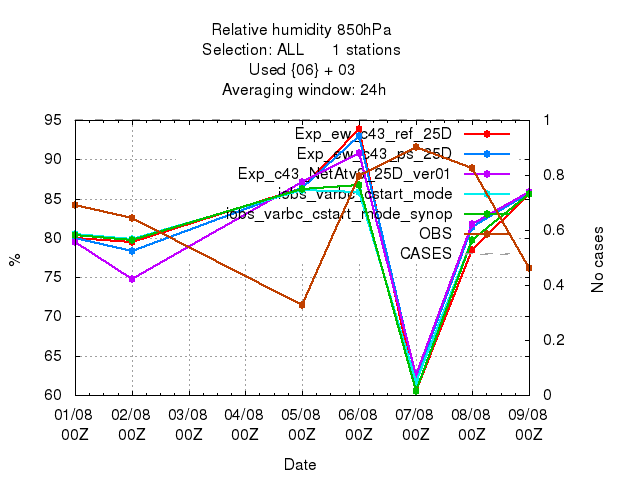 Relative humidity 850hPa
Selection: ALL 1 stations
Used {06} + 03
Averaging window: 24h
95
90
85
80
75
70
65
60
%
1
0.8
0.6
0.4
0.2
0
No cases
Exp_ew_c43_ref_25D
Exp_ew_c43_ps_25D
iobs_varbc_cstart_mode
iobs_varbc_cstart_mode_synop
OBS
CASES
01/08 02/08 03/08 04/08 05/08 06/08 07/08 08/08 09/08
00Z 00Z 00Z 00Z 00Z 00Z 00Z 00Z 00Z
Date